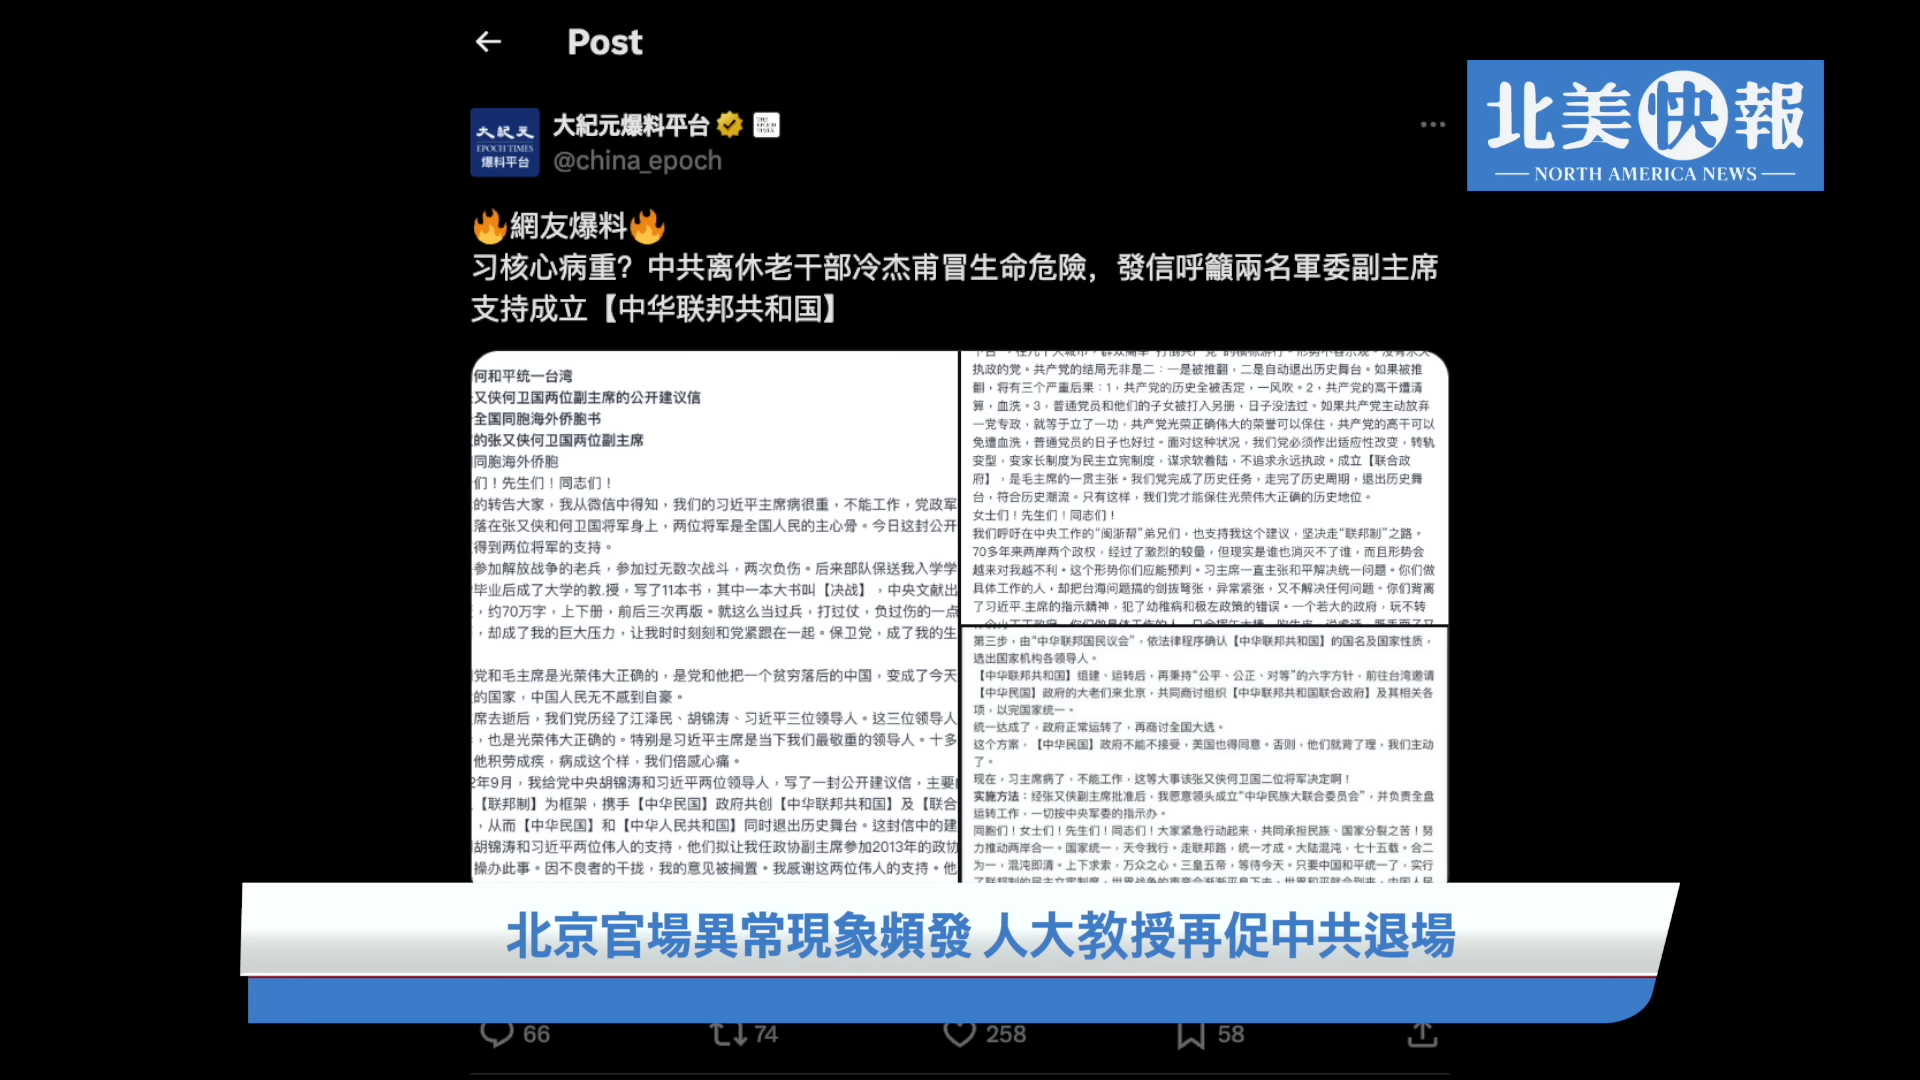 Post
北美快報
NORTH AMERICA NEWS
大紀元
EPOCH TIMES
爆料平台
大紀元爆料平台
THE EPOCH TIMES
@china_epoch
🔥網友爆料🔥
习核心病重？中共离休老干部冷杰甫冒生命危險，發信呼籲兩名軍委副主席
支持成立【中华联邦共和国】
何和平统一台湾
又侠何卫国两位副主席的公开建议信
全国同胞海外侨胞书
的张又侠何卫国两位副主席
同胞海外侨胞
们！先生们！同志们！
的转告大家，我从微信中得知，我们的习近平主席病很重，不能工作，党政军
落在张又侠和何卫国将军身上，两位将军是全国人民的主心骨。今日这封公开
得到两位将军的支持。
参加解放战争的老兵，参加过无数次战斗，两次负伤。后来部队保送我入学学
毕业后成了大学的教.授，写了11本书，其中一本大书叫【决战】，中央文献出
，约70万字，上下册，前后三次再版。就这么当过兵，打过仗，负过伤的一点
，却成了我的巨大压力，让我时时刻刻和党紧跟在一起。保卫党，成了我的生
党和毛主席是光荣伟大正确的，是党和他把一个贫穷落后的中国，变成了今天
的国家，中国人民无不感到自豪。
席去逝后，我们党历经了江泽民、胡锦涛、习近平三位领导人。这三位领导人
，也是光荣伟大正确的。特别是习近平主席是当下我们最敬重的领导人。十多
他积劳成疾，病成这个样，我们倍感心痛。
2年9月，我给党中央胡锦涛和习近平两位领导人，写了一封公开建议信，主要
【联邦制】为框架，携手【中华民国】政府共创【中华联邦共和国】及【联合
，从而【中华民国】和【中华人民共和国】同时退出历史舞台。这封信中的建
胡锦涛和习近平两位伟人的支持，他们拟让我任政协副主席参加2013年的政协
操办此事。因不良者的干扰，我的意见被搁置。我感谢这两位伟人的支持。他
执政的党。共产党的结局无非是二：一是被推翻，二是自动退出历史舞台。如果被推
翻，将有三个严重后果：1，共产党的历史全被否定，一风吹。2，共产党的高干遭清
算，血洗。3，普通党员和他们的子女被打入另册，日子没法过。如果共产党主动放弃
一党专政，就等于立了一功，共产党光荣正确伟大的荣誉可以保住，共产党的高干可以
免遭血洗，普通党员的日子也好过。面对这种状况，我们党必须作出适应性改变，转轨
变型，变家长制度为民主立宪制度，谋求软着陆，不追求永远执政。成立【联合政
府】，是毛主席的一贯主张。我们党完成了历史任务，走完了历史周期，退出历史舞
台，符合历史潮流。只有这样，我们党才能保住光荣伟大正确的历史地位。
女士们！先生们！同志们！
我们呼吁在中央工作的“闽浙帮”弟兄们，也支持我这个建议，坚决走“联邦制”之路。
70多年来两岸两个政权，经过了激烈的较量，但现实是谁也消灭不了谁，而且形势会
越来对我越不利。这个形势你们应能预判。习主席一直主张和平解决统一问题。你们做
具体工作的人，却把台海问题搞的剑拔弩张，异常紧张，又不解决任何问题。你们背离
了习近平.主席的指示精神，犯了幼稚病和极左政策的错误。一个若大的政府，玩不转
第三步，由“中华联邦国民议会”，依法律程序确认【中华联邦共和国】的国名及国家性质，
选出国家机构各领导人。
【中华联邦共和国】组建、运转后，再秉持“公平、公正、对等”的六字方针，前往台湾邀请
【中华民国】政府的大老们来北京，共同商讨组织【中华联邦共和国联合政府】及其相关各
项，以完国家统一。
统一达成了，政府正常运转了，再商讨全国大选。
这个方案，【中华民国】政府不能不接受，美国也得同意。否则，他们就背了理，我们主动
了。
现在，习主席病了，不能工作，这等大事该张又侠何卫国二位将军决定啊！
实施方法：经张又侠副主席批准后，我愿意领头成立“中华民族大联合委员会”，并负责全盘
运转工作，一切按中央军委的指示办。
同胞们！女士们！先生们！同志们！大家紧急行动起来，共同承担民族、国家分裂之苦！努
力推动两岸合一。国家统一，天令我行。走联邦路，统一才成。大陆混沌，七十五载。合二
为一，混沌即清。上下求索，万众之心。三皇五帝，等待今天。只要中国和平统一了，实行
北京官場異常現象頻發 人大教授再促中共退場
66
74
258
58